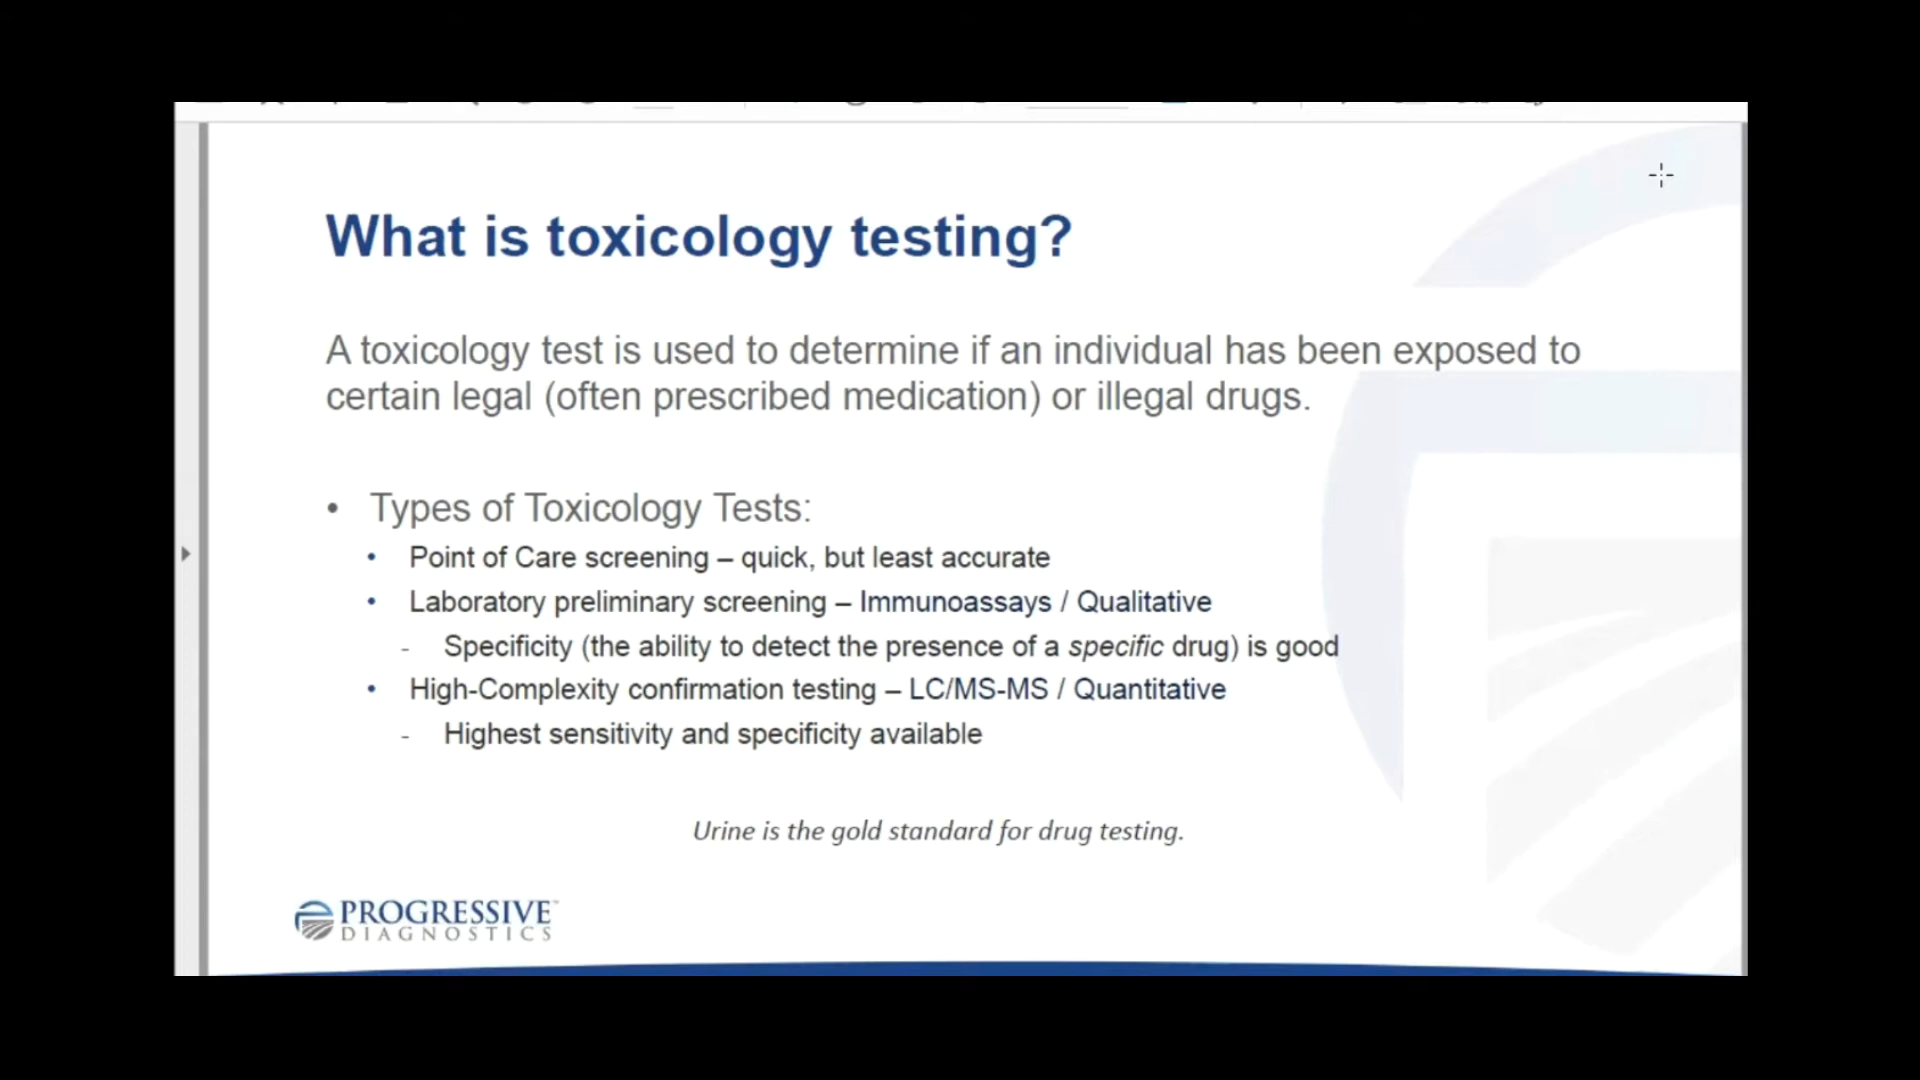 What is toxicology testing?
A toxicology test is used to determine if an individual has been exposed to
certain legal (often prescribed medication) or illegal drugs.
• Types of Toxicology Tests:
• Point of Care screening – quick, but least accurate
• Laboratory preliminary screening – Immunoassays / Qualitative
- Specificity (the ability to detect the presence of a specific drug) is good
• High-Complexity confirmation testing – LC/MS-MS / Quantitative
- Highest sensitivity and specificity available
Urine is the gold standard for drug testing.
PROGRESSIVE™
DIAGNOSTICS